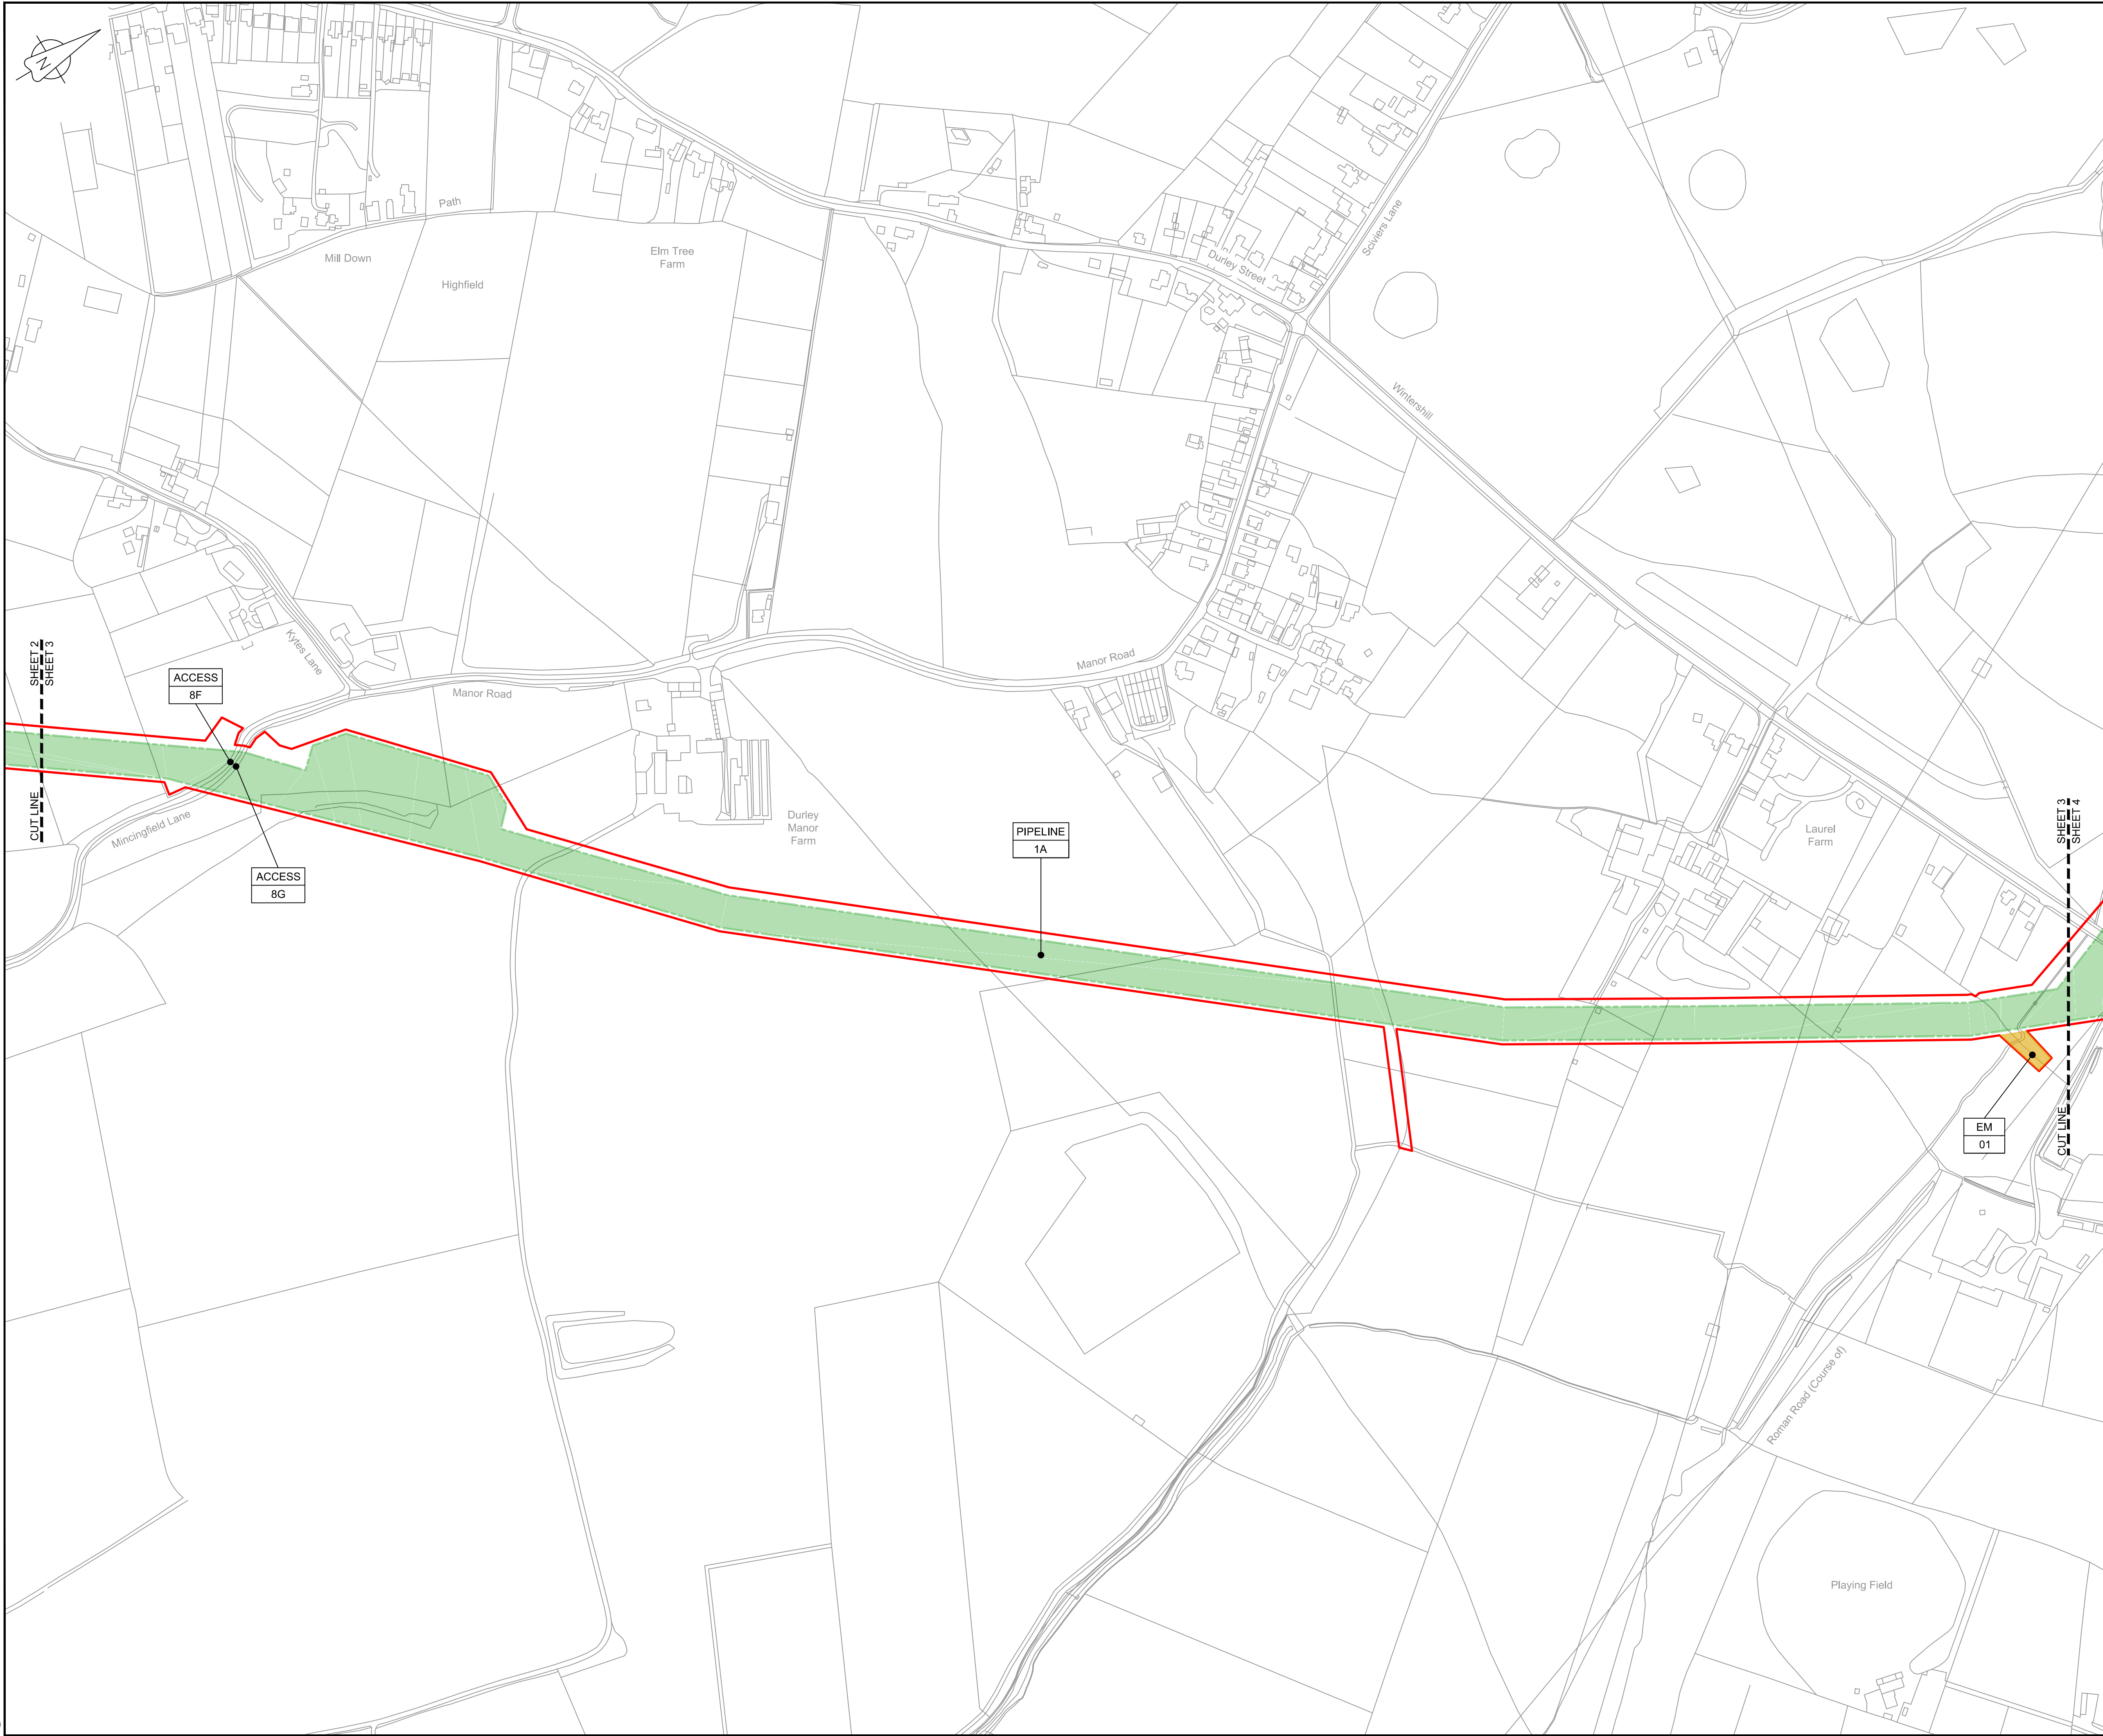 N
Path
Mill Down
Highfield
Elm Tree
Farm
Durley Street
Sciviers Lane
Wintershill
Kytes Lane
Manor Road
Manor Road
SHEET 2
SHEET 3
CUT LINE
ACCESS
8F
Mincingfield Lane
ACCESS
8G
Durley
Manor
Farm
PIPELINE
1A
Laurel
Farm
SHEET 3
SHEET 4
CUT LINE
EM
01
Roman Road (Course of)
Playing Field